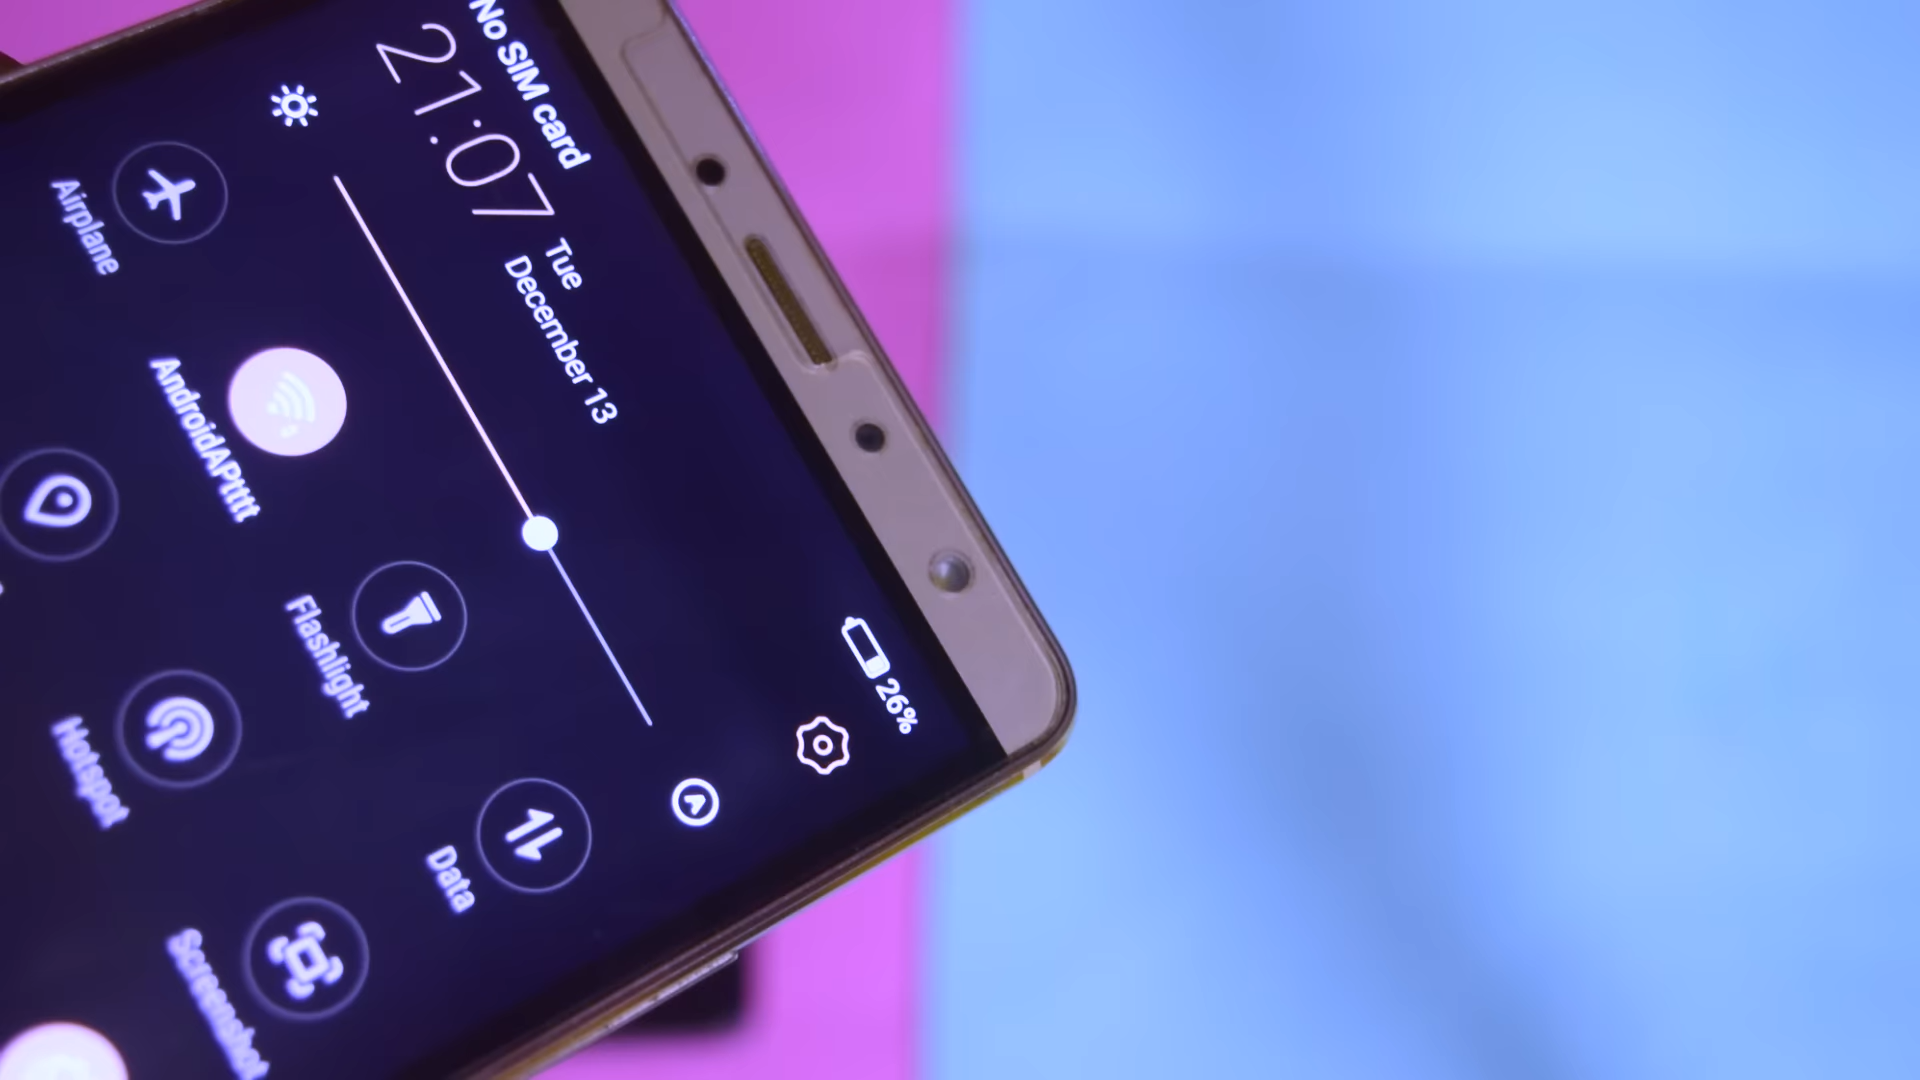 No SIM card
26%
21:07
Tue
December 13
Airplane
AndroidAPtttt
Flashlight
Data
Hotspot
Screenshot